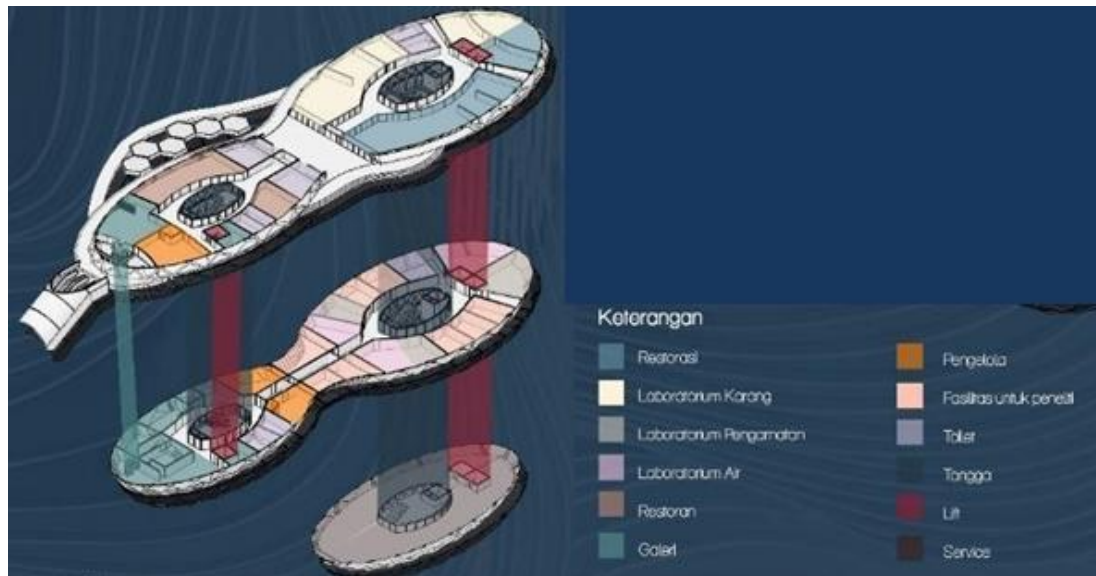 Keterangan
Restorasi
Laboratorium Karang
Laboratorium Pengamatan
Laboratorium Air
Restoran
Galeri
Pengelola
Fasilitas untuk peneliti
Toilet
Tangga
Lift
Service